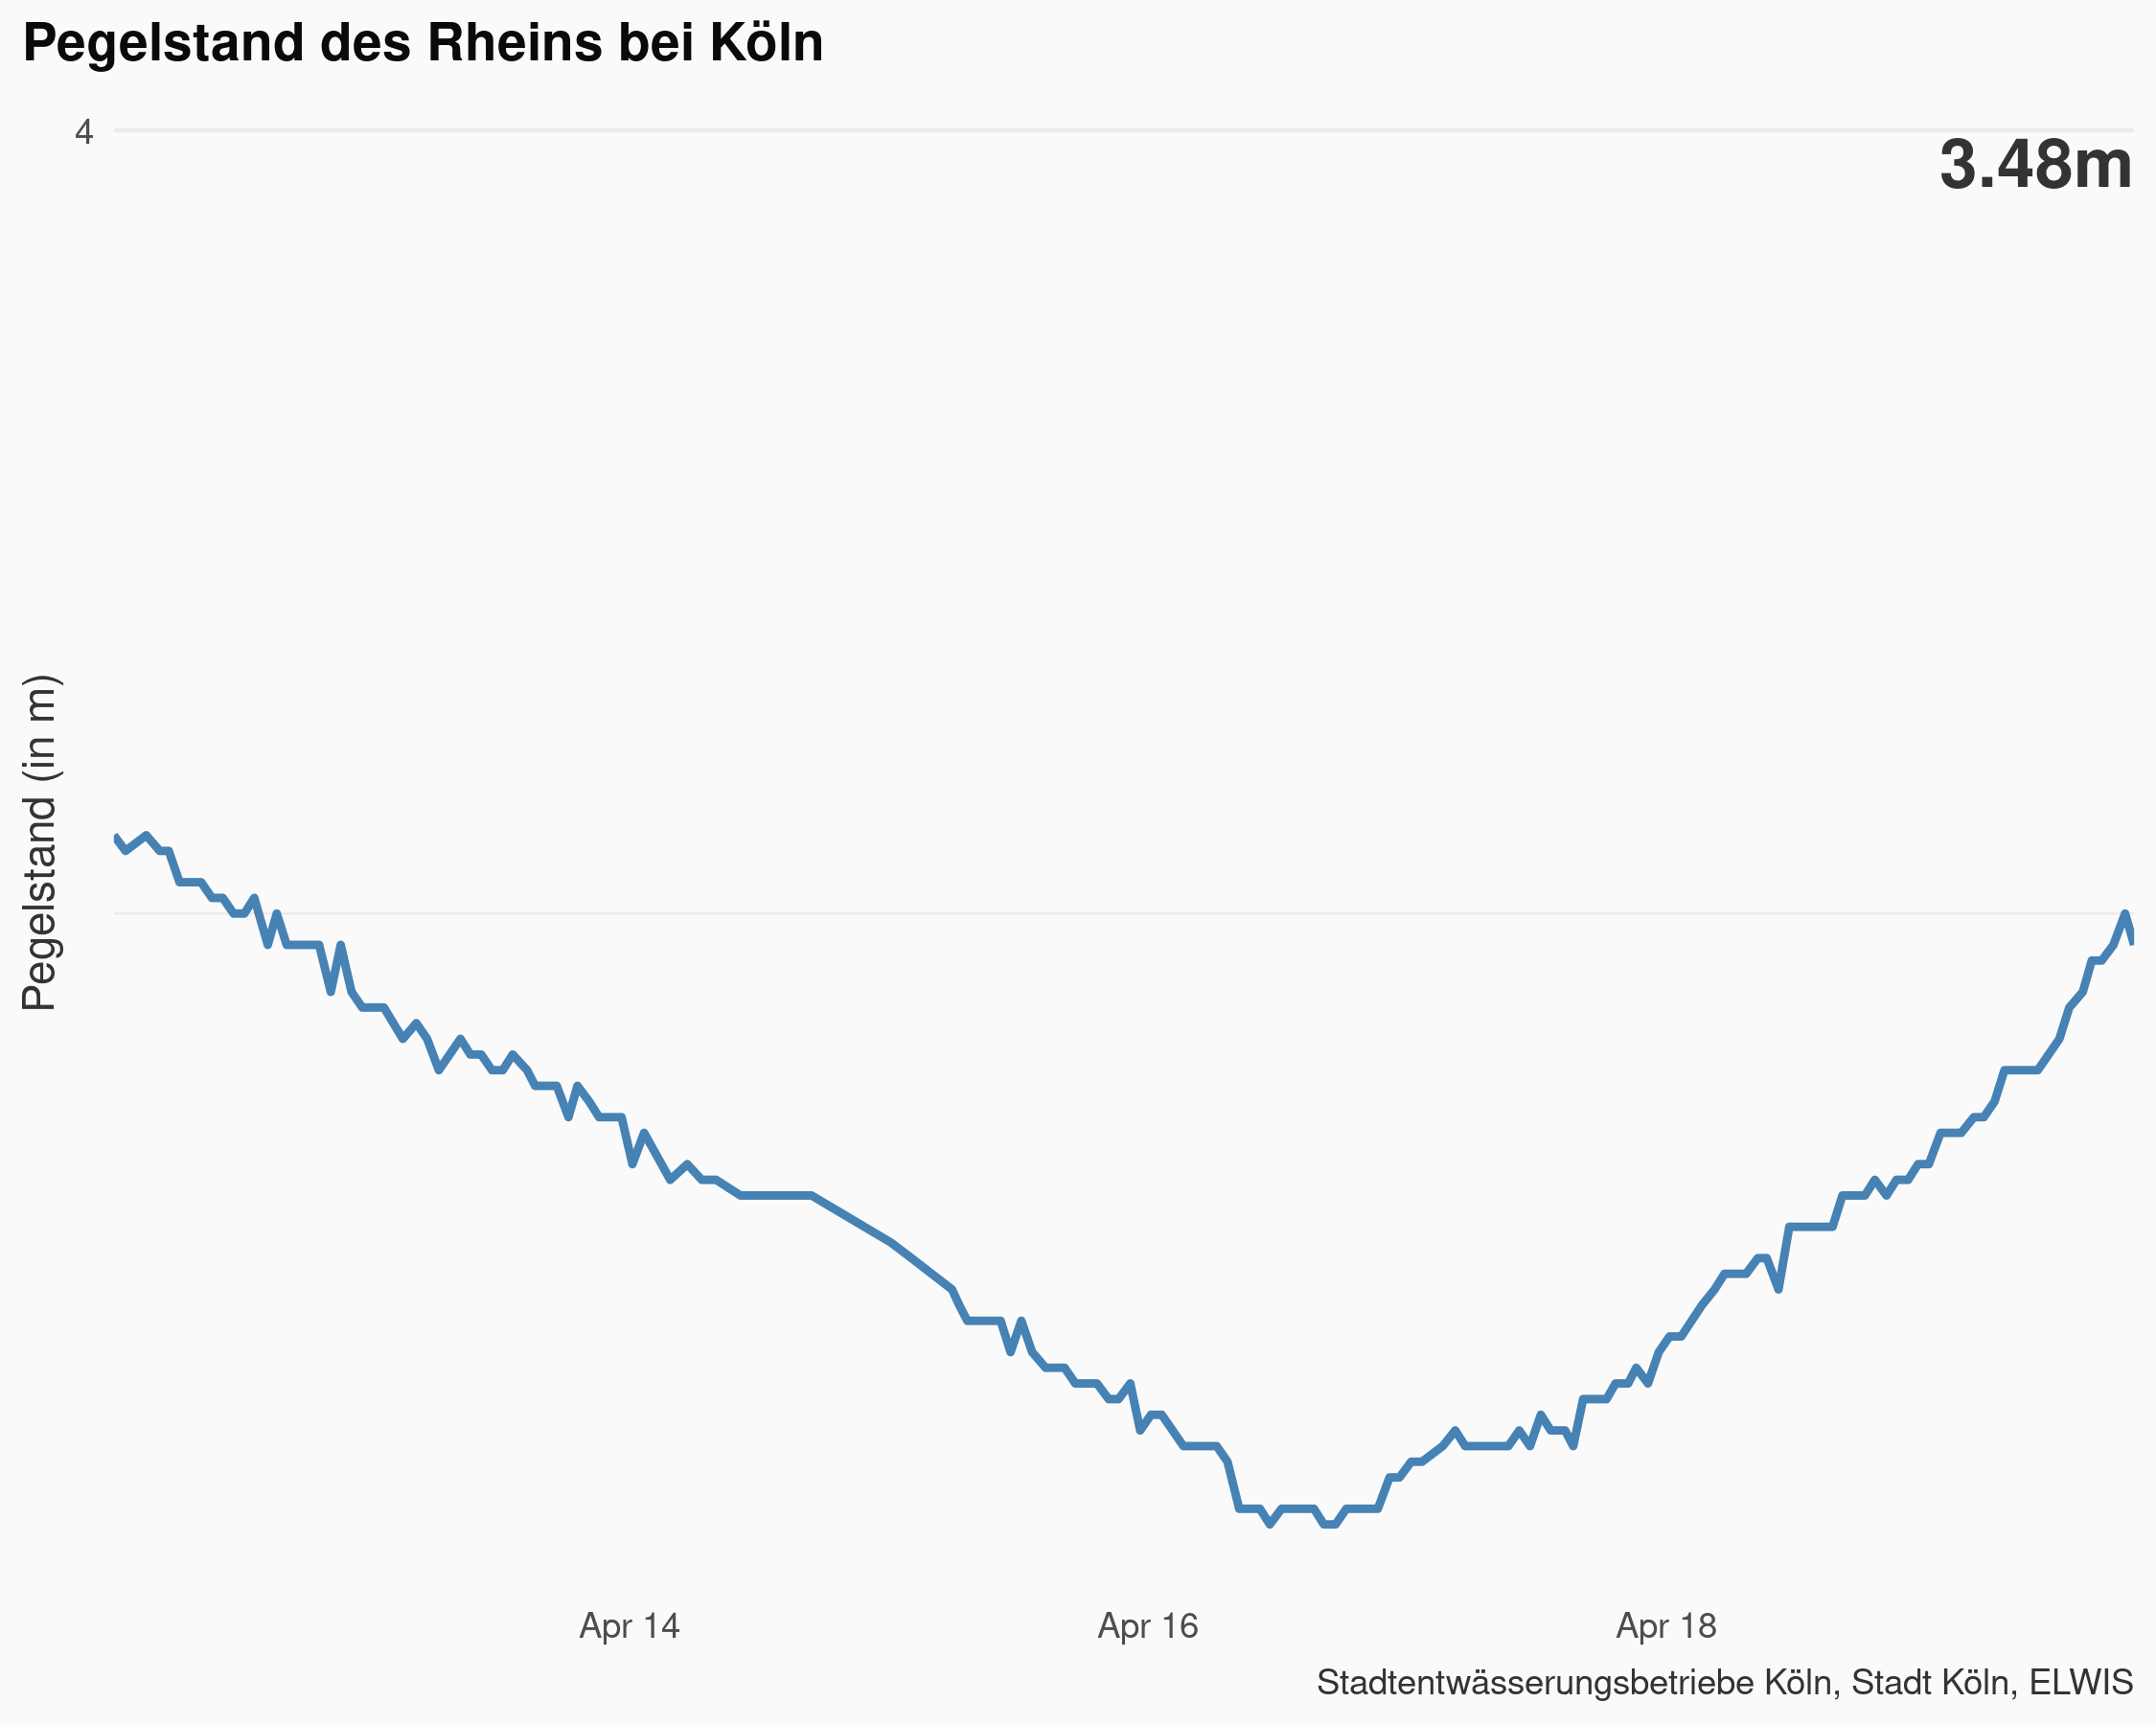 Pegelstand des Rheins bei Köln
4
3.48m
Pegelstand (in m)
Apr 14
Apr 16
Apr 18
Stadtentwässerungsbetriebe Köln, Stadt Köln, ELWIS